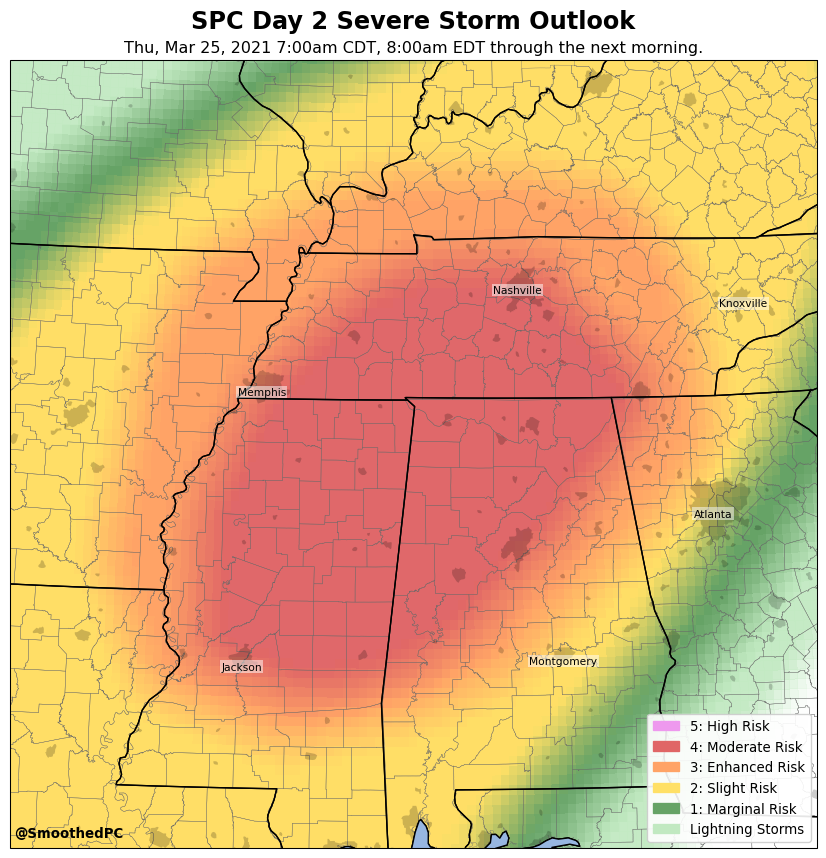 SPC Day 2 Severe Storm Outlook
Thu, Mar 25, 2021 7:00am CDT, 8:00am EDT through the next morning.
Nashville
Knoxville
Memphis
Atlanta
Jackson
Montgomery
5: High Risk
4: Moderate Risk
3: Enhanced Risk
2: Slight Risk
1: Marginal Risk
Lightning Storms
@SmoothedPC